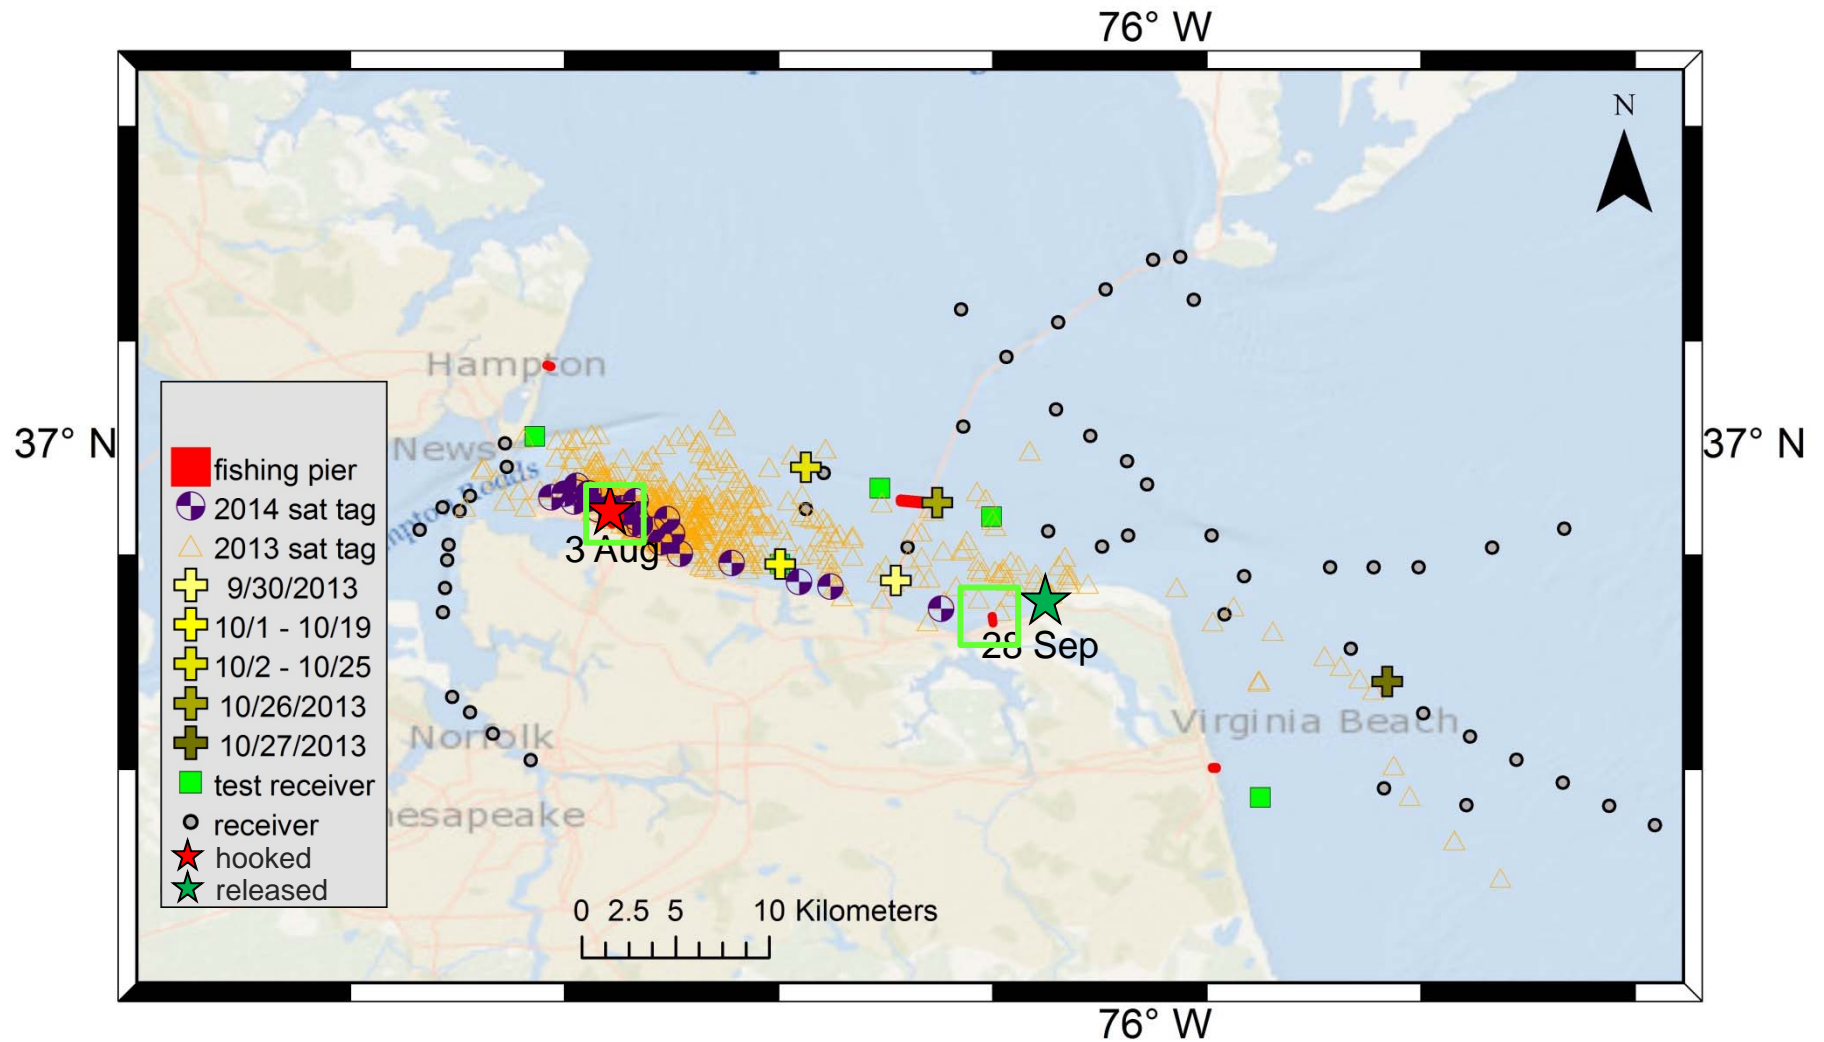 76° W
N
Hampton
37° N
News
37° N
3 Aug
28 Sep
Norfolk
Virginia Beach
esapeake
fishing pier
2014 sat tag
2013 sat tag
9/30/2013
10/1 - 10/19
10/2 - 10/25
10/26/2013
10/27/2013
test receiver
receiver
hooked
released
0 2.5 5 10 Kilometers
76° W